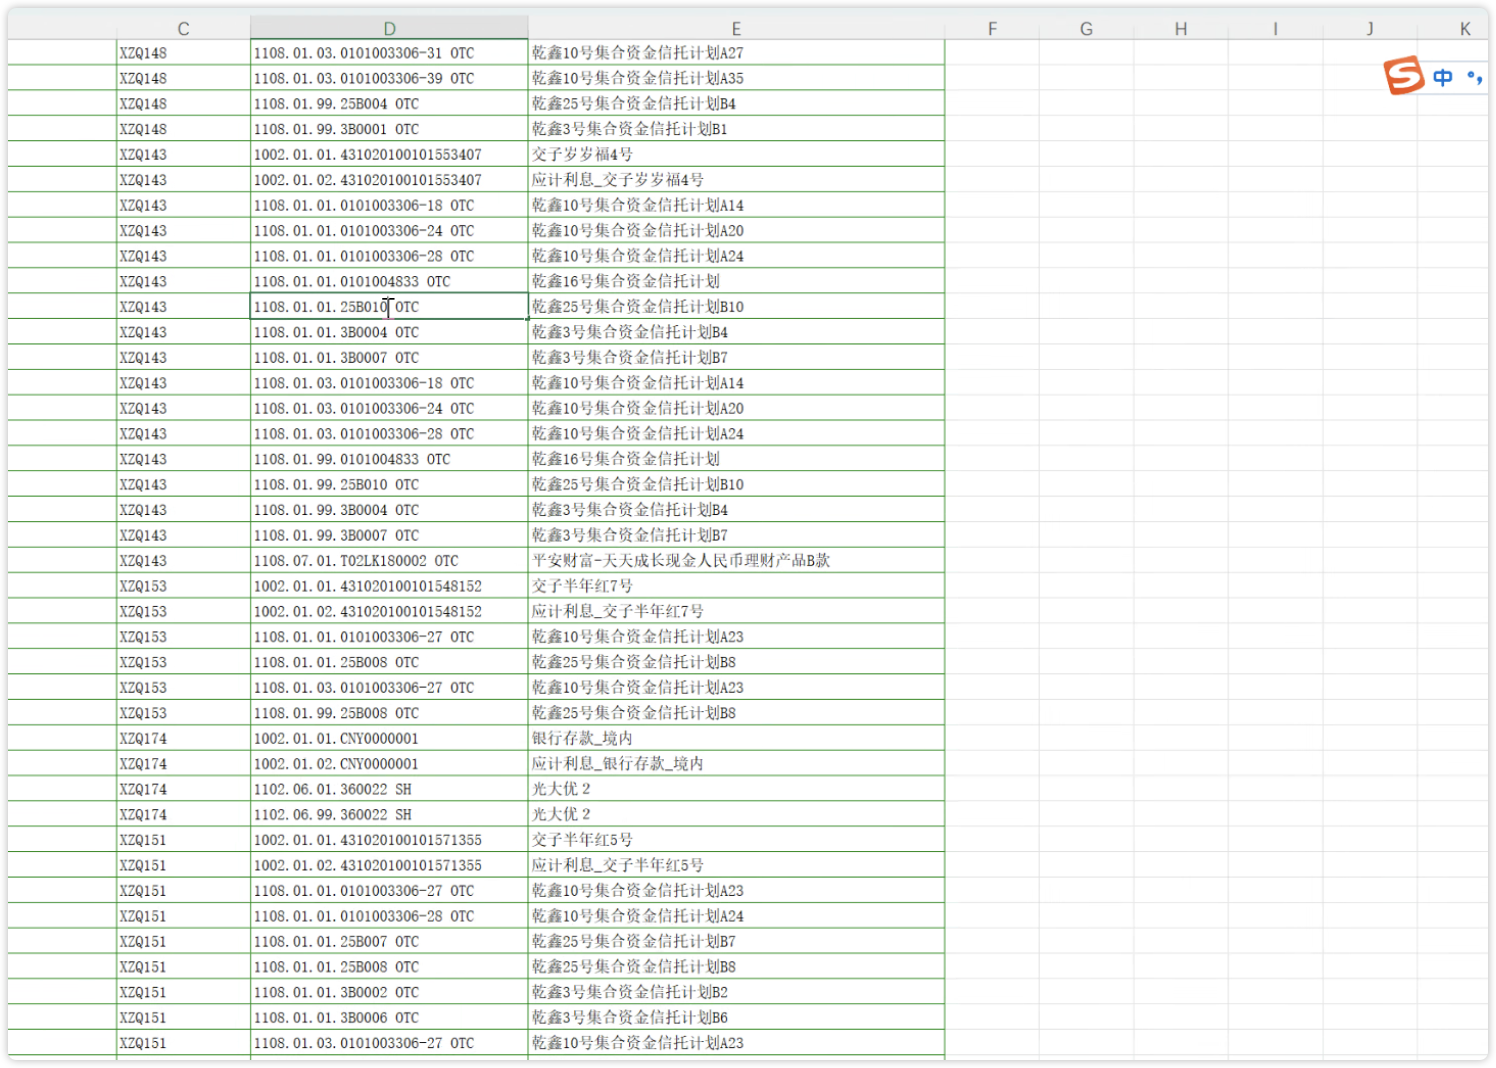 C D E F G H I J K
XZQ148 1108.01.03.0101003306-31 OTC 乾鑫10号集合资金信托计划A27
XZQ148 1108.01.03.0101003306-39 OTC 乾鑫10号集合资金信托计划A35
XZQ148 1108.01.99.25B004 OTC 乾鑫25号集合资金信托计划B4
XZQ148 1108.01.99.3B0001 OTC 乾鑫3号集合资金信托计划B1
XZQ143 1002.01.01.431020100101553407 交子岁岁福4号
XZQ143 1002.01.02.431020100101553407 应计利息_交子岁岁福4号
XZQ143 1108.01.01.0101003306-18 OTC 乾鑫10号集合资金信托计划A14
XZQ143 1108.01.01.0101003306-24 OTC 乾鑫10号集合资金信托计划A20
XZQ143 1108.01.01.0101003306-28 OTC 乾鑫10号集合资金信托计划A24
XZQ143 1108.01.01.0101004833 OTC 乾鑫16号集合资金信托计划
XZQ143 1108.01.01.25B010 OTC 乾鑫25号集合资金信托计划B10
XZQ143 1108.01.01.3B0004 OTC 乾鑫3号集合资金信托计划B4
XZQ143 1108.01.01.3B0007 OTC 乾鑫3号集合资金信托计划B7
XZQ143 1108.01.03.0101003306-18 OTC 乾鑫10号集合资金信托计划A14
XZQ143 1108.01.03.0101003306-24 OTC 乾鑫10号集合资金信托计划A20
XZQ143 1108.01.03.0101003306-28 OTC 乾鑫10号集合资金信托计划A24
XZQ143 1108.01.99.0101004833 OTC 乾鑫16号集合资金信托计划
XZQ143 1108.01.99.25B010 OTC 乾鑫25号集合资金信托计划B10
XZQ143 1108.01.99.3B0004 OTC 乾鑫3号集合资金信托计划B4
XZQ143 1108.01.99.3B0007 OTC 乾鑫3号集合资金信托计划B7
XZQ143 1108.07.01.T02LK180002 OTC 平安财富-天天成长现金人民币理财产品B款
XZQ153 1002.01.01.431020100101548152 交子半年红7号
XZQ153 1002.01.02.431020100101548152 应计利息_交子半年红7号
XZQ153 1108.01.01.0101003306-27 OTC 乾鑫10号集合资金信托计划A23
XZQ153 1108.01.01.25B008 OTC 乾鑫25号集合资金信托计划B8
XZQ153 1108.01.03.0101003306-27 OTC 乾鑫10号集合资金信托计划A23
XZQ153 1108.01.99.25B008 OTC 乾鑫25号集合资金信托计划B8
XZQ174 1002.01.01.CNY0000001 银行存款_境内
XZQ174 1002.01.02.CNY0000001 应计利息_银行存款_境内
XZQ174 1102.06.01.360022 SH 光大优2
XZQ174 1102.06.99.360022 SH 光大优2
XZQ151 1002.01.01.431020100101571355 交子半年红5号
XZQ151 1002.01.02.431020100101571355 应计利息_交子半年红5号
XZQ151 1108.01.01.0101003306-27 OTC 乾鑫10号集合资金信托计划A23
XZQ151 1108.01.01.0101003306-28 OTC 乾鑫10号集合资金信托计划A24
XZQ151 1108.01.01.25B007 OTC 乾鑫25号集合资金信托计划B7
XZQ151 1108.01.01.25B008 OTC 乾鑫25号集合资金信托计划B8
XZQ151 1108.01.01.3B0002 OTC 乾鑫3号集合资金信托计划B2
XZQ151 1108.01.01.3B0006 OTC 乾鑫3号集合资金信托计划B6
XZQ151 1108.01.03.0101003306-27 OTC 乾鑫10号集合资金信托计划A23
S 中 °,